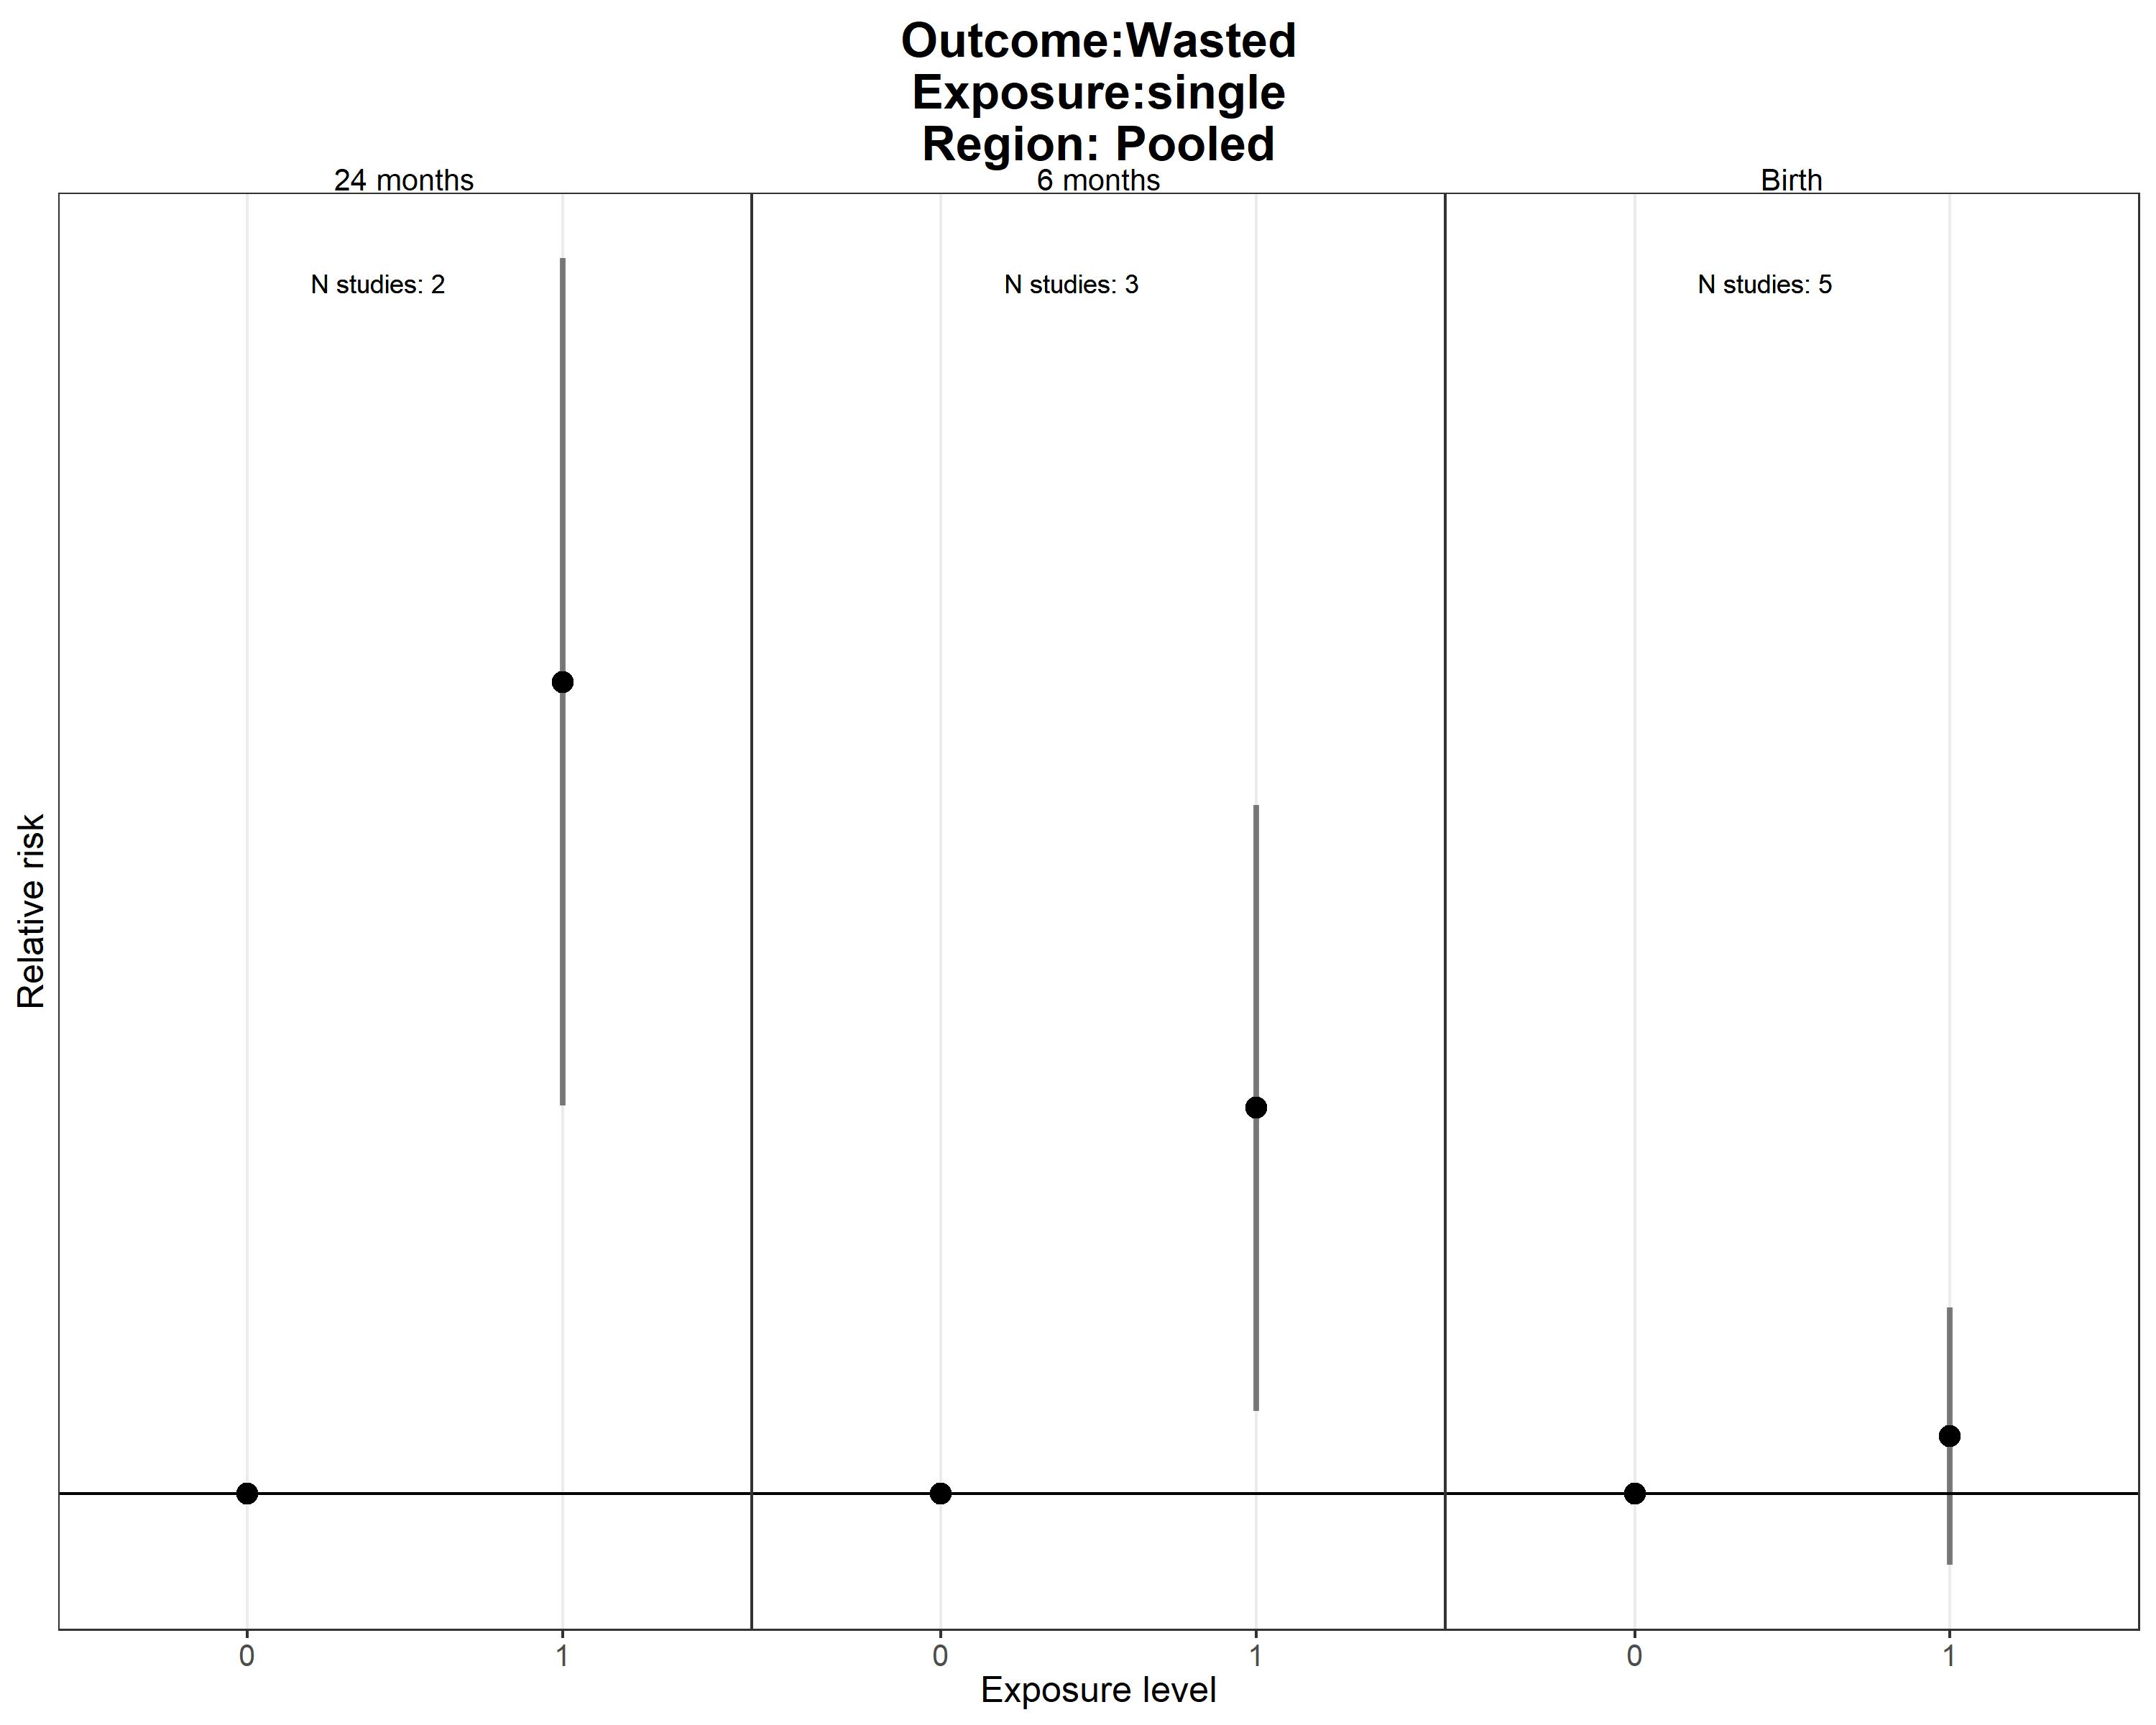 Outcome:Wasted
Exposure:single
Region: Pooled
24 months
6 months
Birth
N studies: 2
N studies: 3
N studies: 5
Relative risk
0
1
0
1
0
1
Exposure level